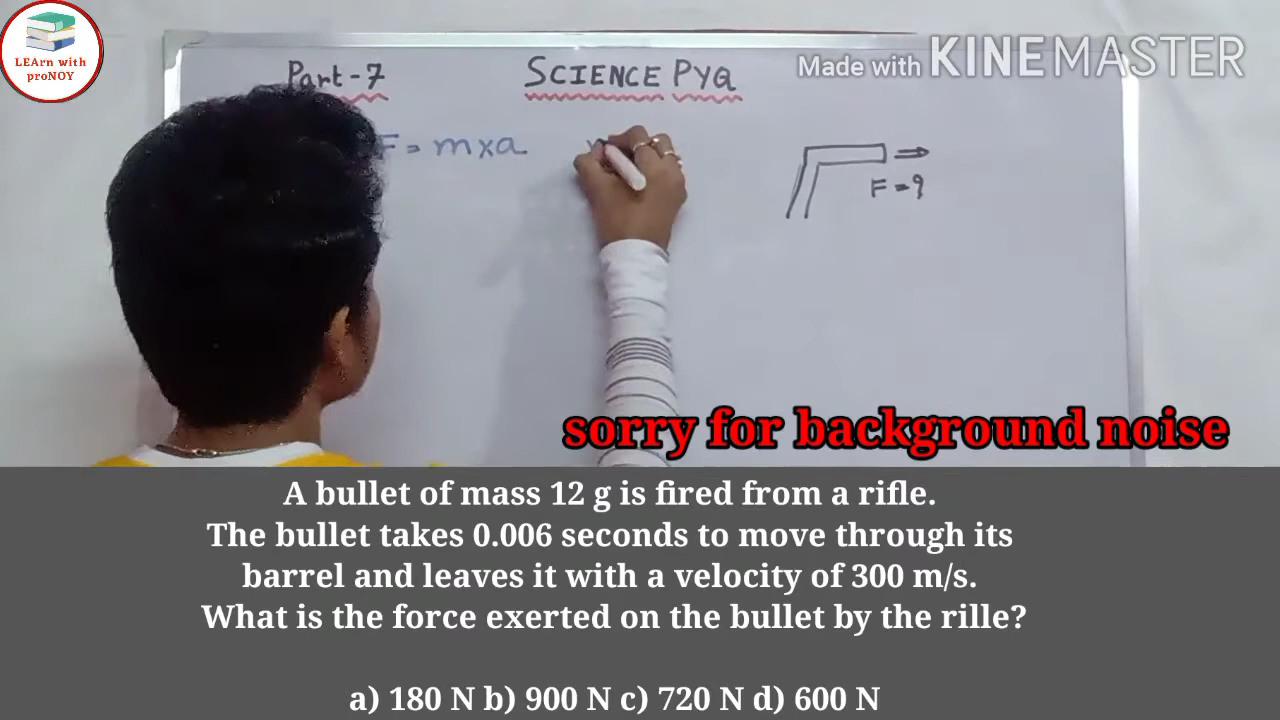 LEArn with
proNOY
Part-7
SCIENCE PYQ
Made with KINEMASTER
F = m×a
F = ?
sorry for background noise
A bullet of mass 12 g is fired from a rifle.
The bullet takes 0.006 seconds to move through its
barrel and leaves it with a velocity of 300 m/s.
What is the force exerted on the bullet by the rille?
a) 180 N b) 900 N c) 720 N d) 600 N